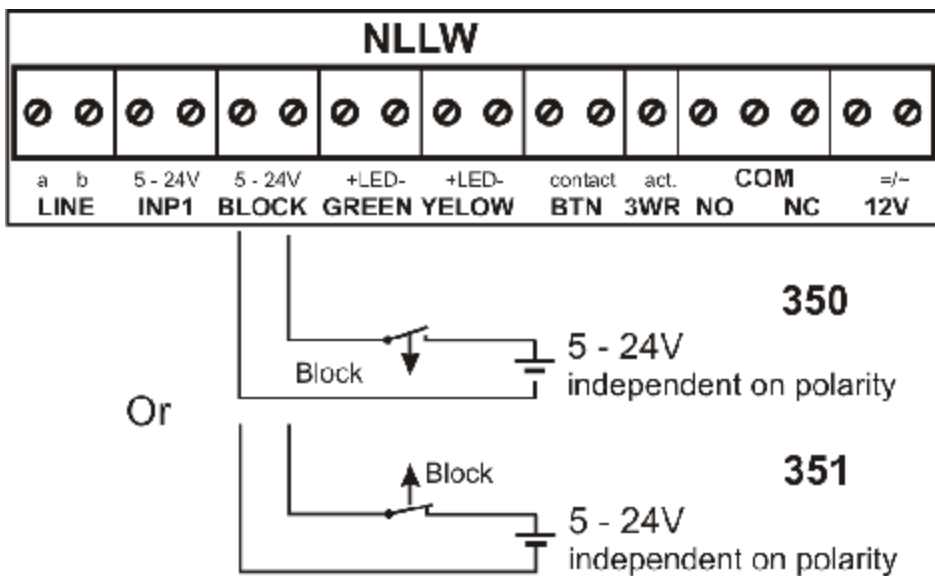 NLLW
a b 5 - 24V 5 - 24V +LED- +LED- contact act. COM =/~
LINE INP1 BLOCK GREEN YELOW BTN 3WR NO NC 12V
350
5 - 24V
Block
independent on polarity
Or
351
Block
5 - 24V
independent on polarity